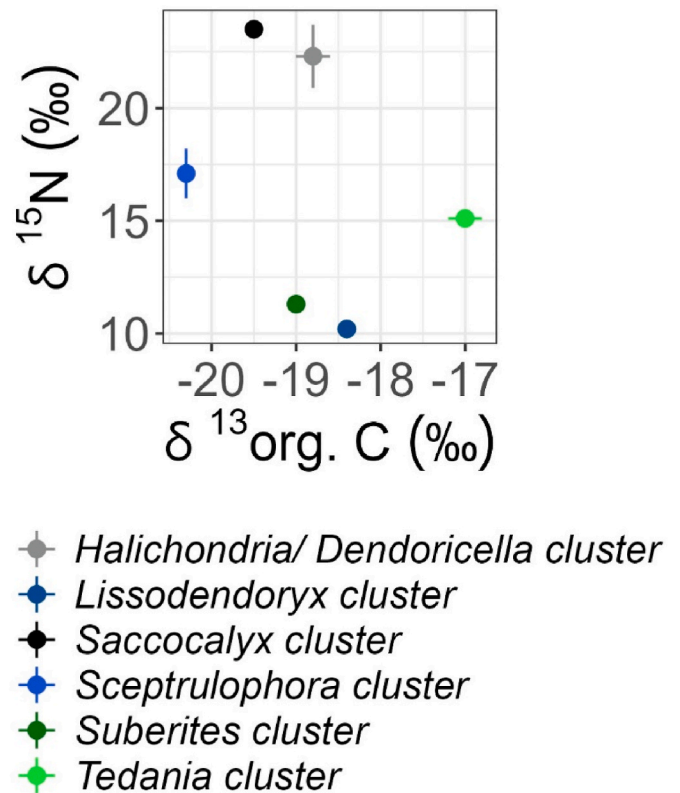 20
15
10
δ ¹⁵N (‰)
-20 -19 -18 -17
δ ¹³org. C (‰)
Halichondria/ Dendoricella cluster
Lissodendoryx cluster
Saccocalyx cluster
Sceptrulophora cluster
Suberites cluster
Tedania cluster